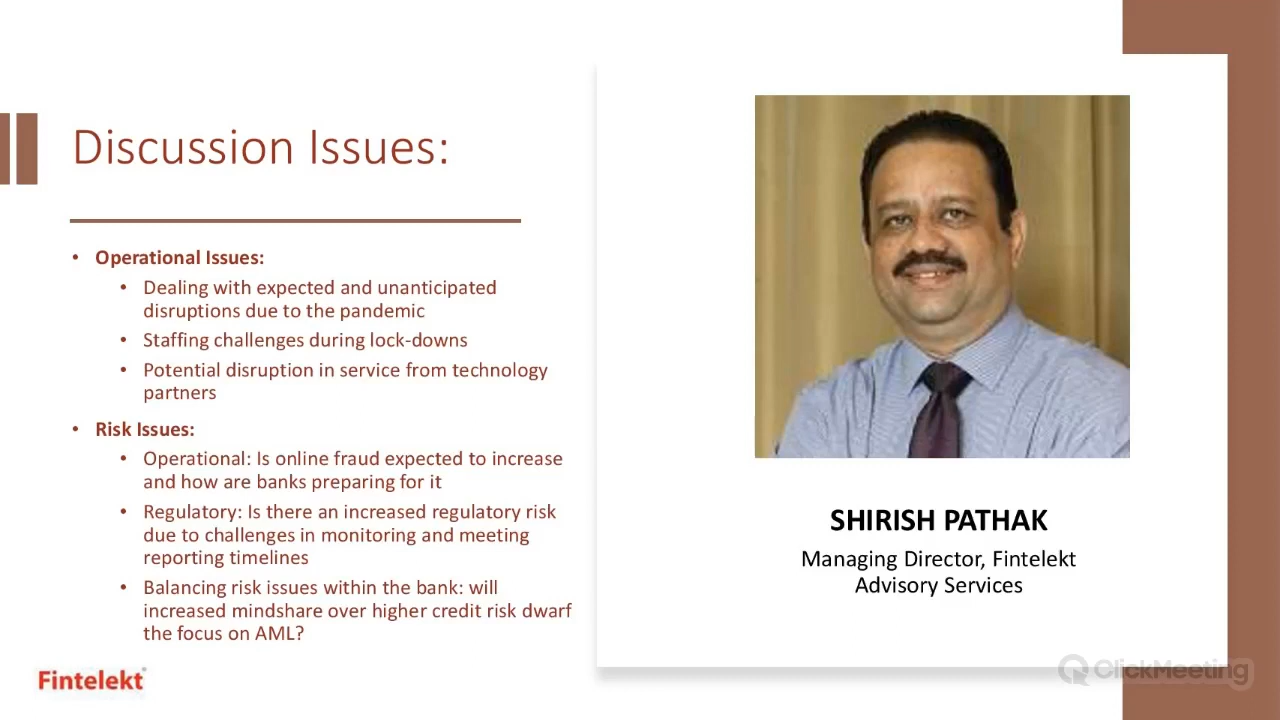 Discussion Issues:
• Operational Issues:
• Dealing with expected and unanticipated
disruptions due to the pandemic
• Staffing challenges during lock-downs
• Potential disruption in service from technology
partners
• Risk Issues:
• Operational: Is online fraud expected to increase
and how are banks preparing for it
• Regulatory: Is there an increased regulatory risk
due to challenges in monitoring and meeting
reporting timelines
• Balancing risk issues within the bank: will
increased mindshare over higher credit risk dwarf
the focus on AML?
Fintelekt
SHIRISH PATHAK
Managing Director, Fintelekt
Advisory Services
ClickMeeting